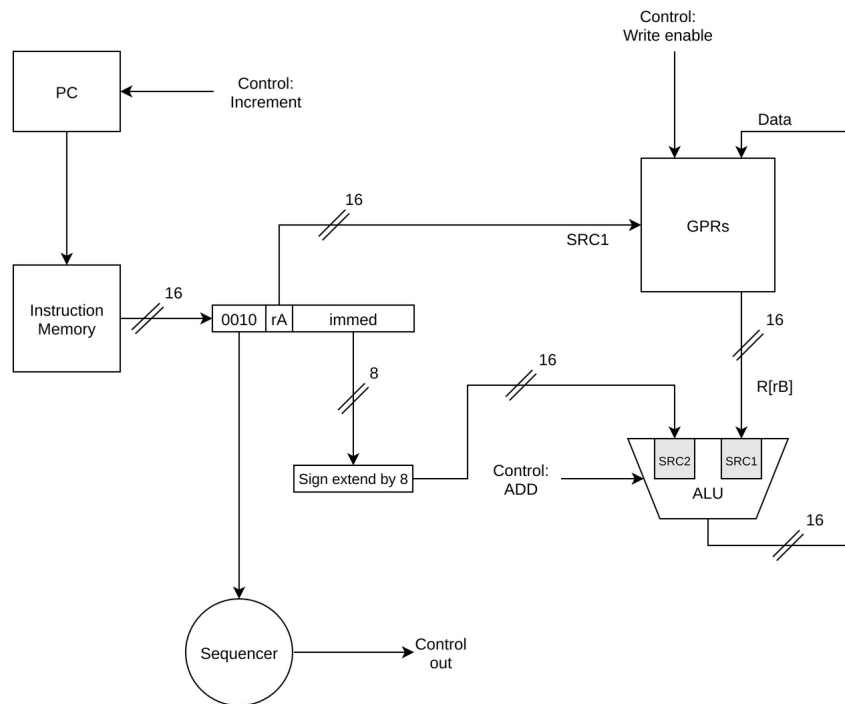 Control:
Write enable
PC
Control:
Increment
Data
16
SRC1
GPRs
Instruction
Memory
16
0010
rA
immed
16
R[rB]
8
16
Sign extend by 8
Control:
ADD
SRC2
SRC1
ALU
16
Sequencer
Control
out